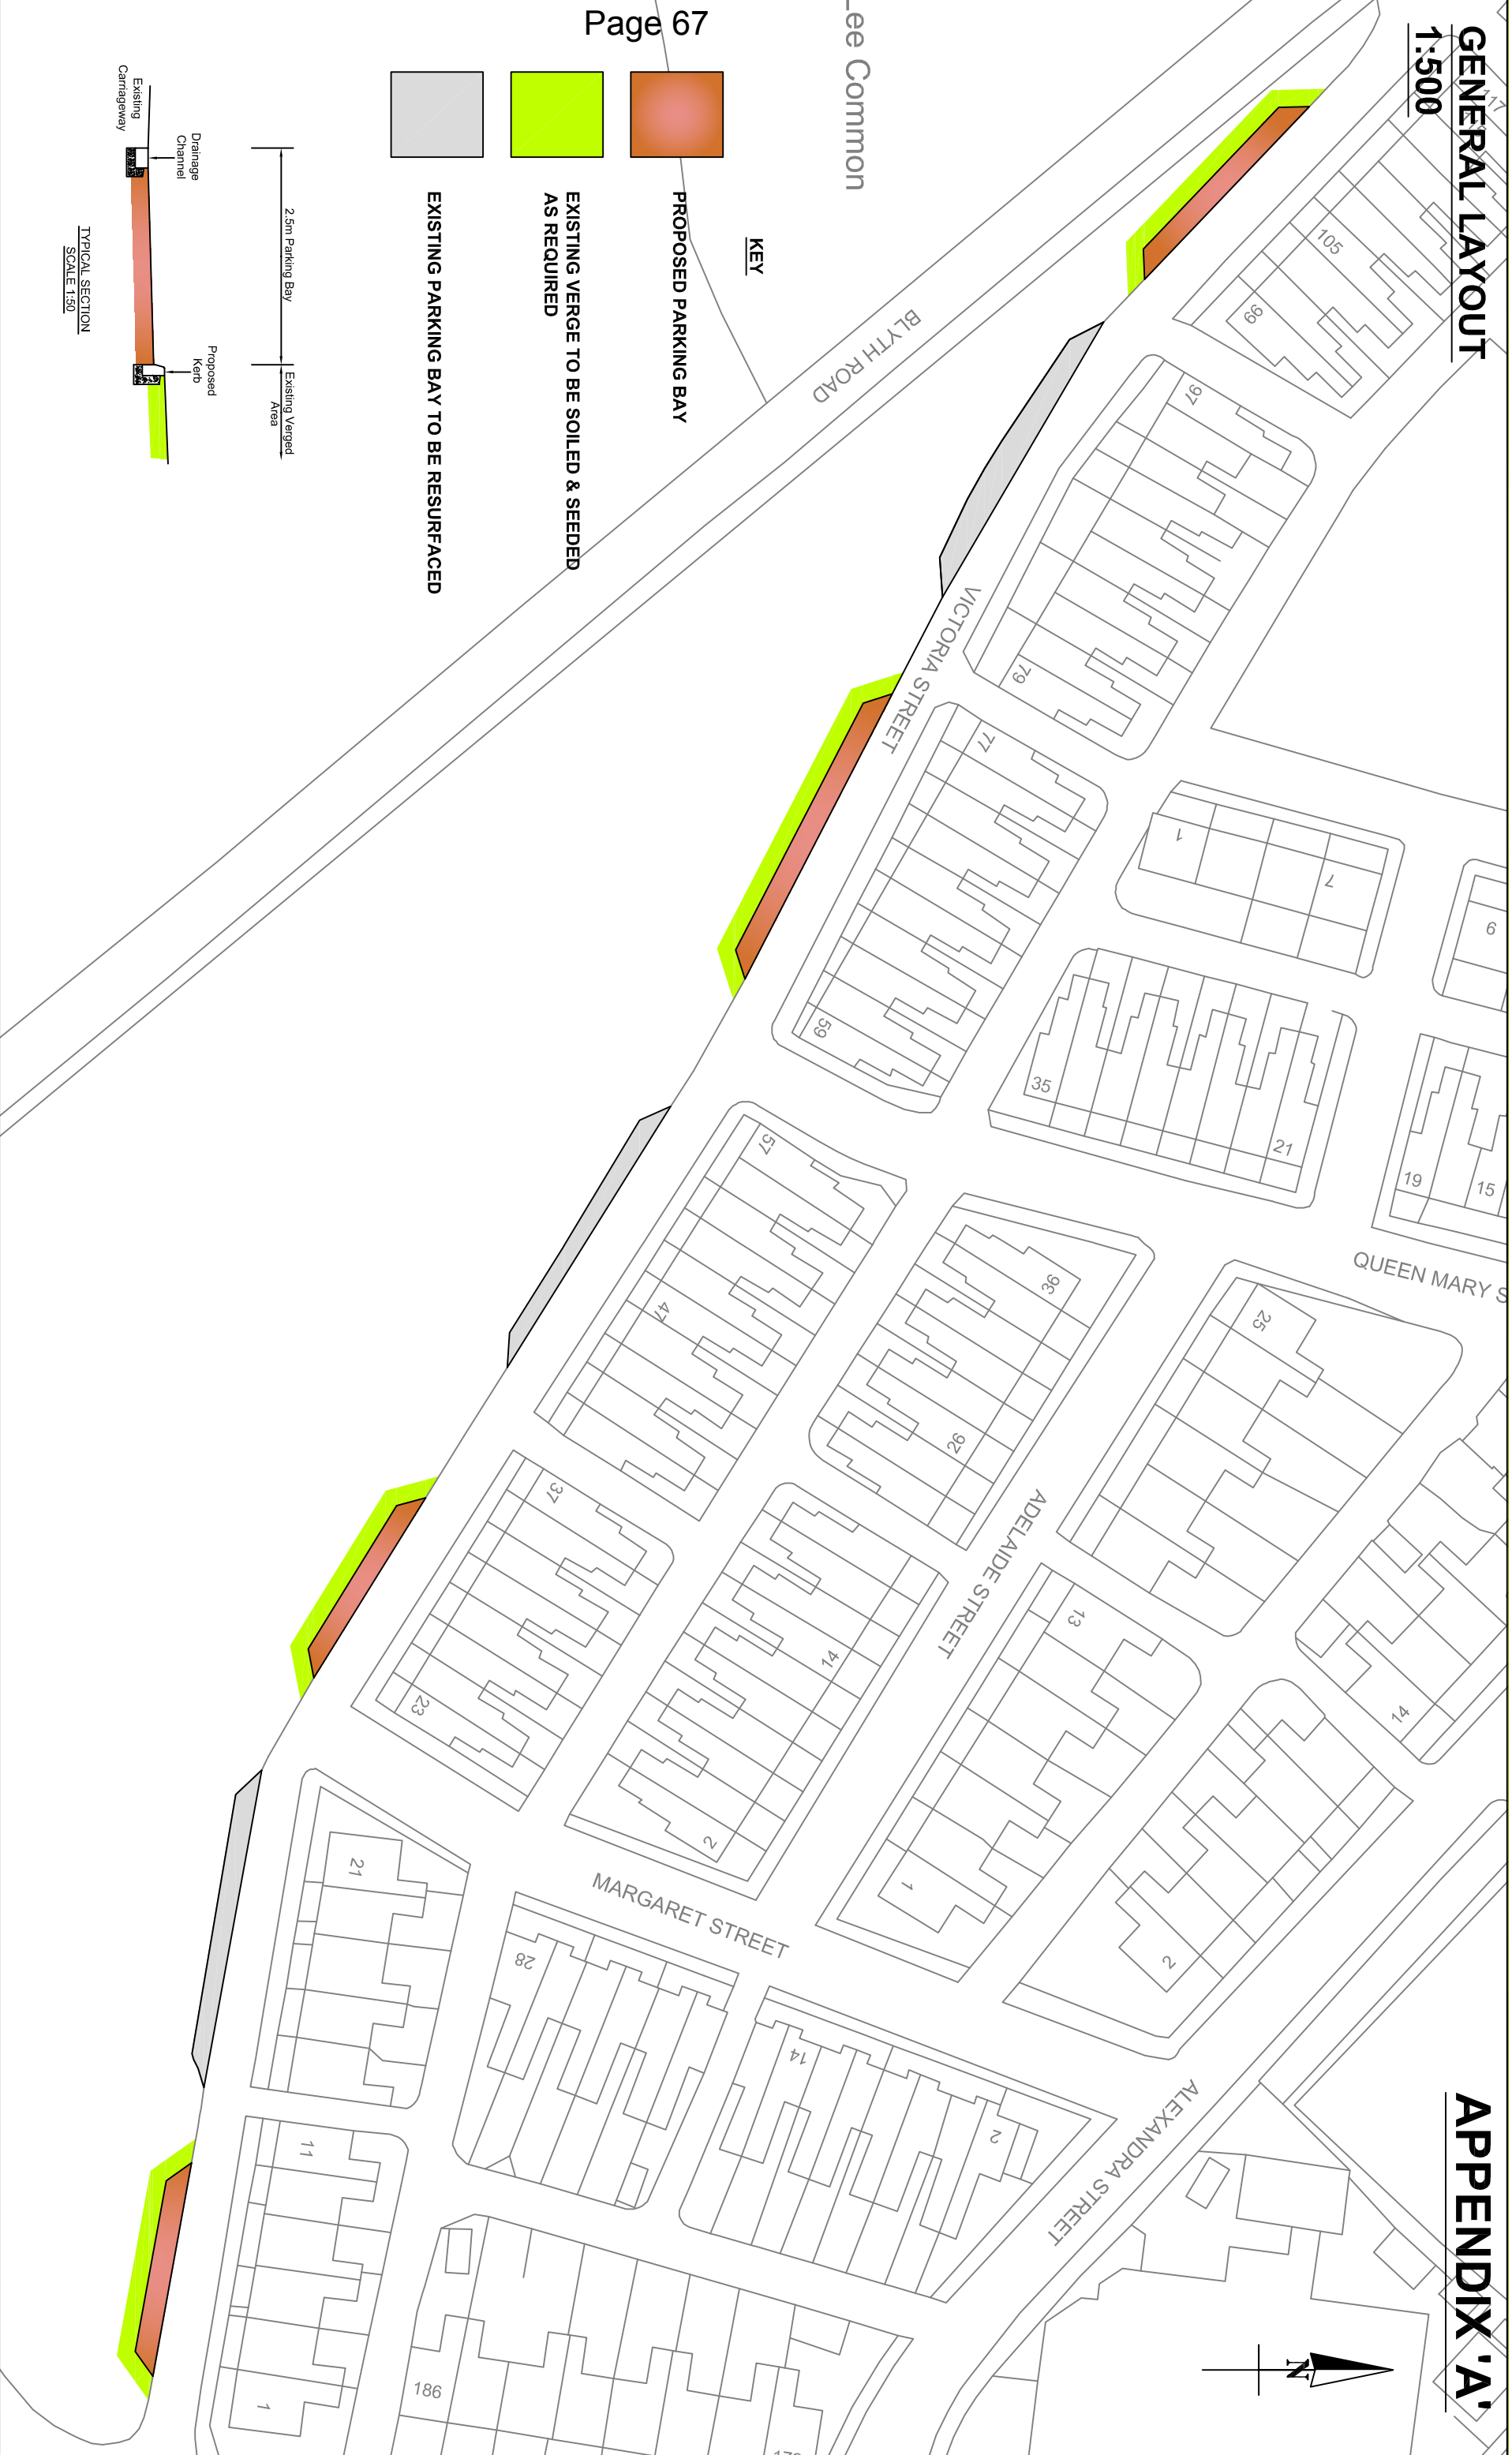 Page 67
GENERAL LAYOUT
1:500
APPENDIX 'A'
Lee Common
KEY
PROPOSED PARKING BAY
EXISTING VERGE TO BE SOILED & SEEDED
AS REQUIRED
EXISTING PARKING BAY TO BE RESURFACED
2.5m Parking Bay
Existing Verged
Area
Drainage
Channel
Proposed
Kerb
Existing
Carriageway
TYPICAL SECTION
SCALE 1:50
BLYTH ROAD
VICTORIA STREET
QUEEN MARY S
ADELAIDE STREET
MARGARET STREET
ALEXANDRA STREET
N
117
105
99
97
79
77
59
1
7
6
35
21
19
15
57
47
36
26
25
37
23
14
2
13
1
14
2
21
28
14
2
11
1
186